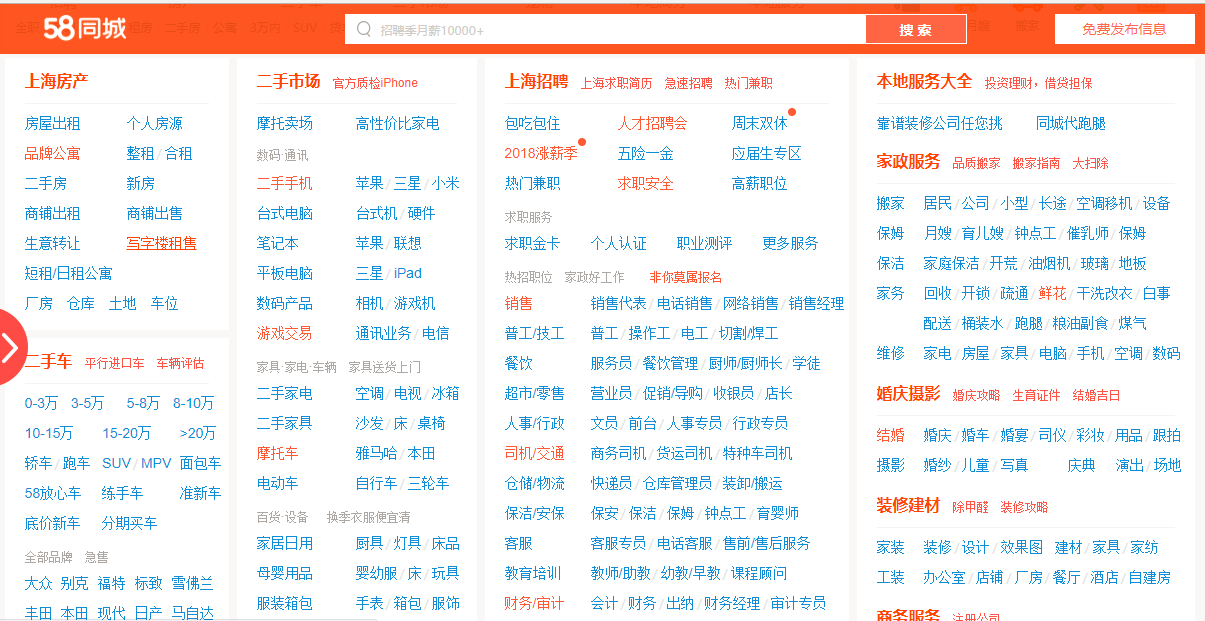 58同城
招聘季月薪10000+
搜 索
免费发布信息
上海房产
房屋出租 个人房源
品牌公寓 整租 / 合租
二手房 新房
商铺出租 商铺出售
生意转让 写字楼租售
短租/日租公寓
厂房 仓库 土地 车位
二手车 平行进口车 车辆评估
0-3万 3-5万 5-8万 8-10万
10-15万 15-20万 >20万
轿车 / 跑车 SUV / MPV 面包车
58放心车 练手车 准新车
底价新车 分期买车
全部品牌 急售
大众 别克 福特 标致 雪佛兰
丰田 本田 现代 日产 马自达
二手市场 官方质检iPhone
摩托卖场 高性价比家电
数码·通讯
二手手机 苹果 / 三星 / 小米
台式电脑 台式机 / 硬件
笔记本 苹果 / 联想
平板电脑 三星 / iPad
数码产品 相机 / 游戏机
游戏交易 通讯业务 / 电信
家具·家电·车辆 家具送货上门
二手家电 空调 / 电视 / 冰箱
二手家具 沙发 / 床 / 桌椅
摩托车 雅马哈 / 本田
电动车 自行车 / 三轮车
百货·设备 换季衣服便宜清
家居日用 厨具 / 灯具 / 床品
母婴用品 婴幼服 / 床 / 玩具
服装箱包 手表 / 箱包 / 服饰
上海招聘 上海求职简历 急速招聘 热门兼职
包吃包住 人才招聘会 周末双休
2018涨薪季 五险一金 应届生专区
热门兼职 求职安全 高薪职位
求职服务
求职金卡 个人认证 职业测评 更多服务
热招职位 家政好工作 非你莫属报名
销售 销售代表 / 电话销售 / 网络销售 / 销售经理
普工/技工 普工 / 操作工 / 电工 / 切割/焊工
餐饮 服务员 / 餐饮管理 / 厨师/厨师长 / 学徒
超市/零售 营业员 / 促销/导购 / 收银员 / 店长
人事/行政 文员 / 前台 / 人事专员 / 行政专员
司机/交通 商务司机 / 货运司机 / 特种车司机
仓储/物流 快递员 / 仓库管理员 / 装卸/搬运
保洁/安保 保安 / 保洁 / 保姆 / 钟点工 / 育婴师
客服 客服专员 / 电话客服 / 售前/售后服务
教育培训 教师/助教 / 幼教/早教 / 课程顾问
财务/审计 会计 / 财务 / 出纳 / 财务经理 / 审计专员
本地服务大全 投资理财，借贷担保
靠谱装修公司任您挑 同城代跑腿
家政服务 品质搬家 搬家指南 大扫除
搬家 居民 / 公司 / 小型 / 长途 / 空调移机 / 设备
保姆 月嫂 / 育儿嫂 / 钟点工 / 催乳师 / 保姆
保洁 家庭保洁 / 开荒 / 油烟机 / 玻璃 / 地板
家务 回收 / 开锁 / 疏通 / 鲜花 / 干洗改衣 / 白事
配送 / 桶装水 / 跑腿 / 粮油副食 / 煤气
维修 家电 / 房屋 / 家具 / 电脑 / 手机 / 空调 / 数码
婚庆摄影 婚庆攻略 生育证件 结婚吉日
结婚 婚庆 / 婚车 / 婚宴 / 司仪 / 彩妆 / 用品 / 跟拍
摄影 婚纱 / 儿童 / 写真 庆典 演出 / 场地
装修建材 除甲醛 装修攻略
家装 装修 / 设计 / 效果图 建材 / 家具 / 家纺
工装 办公室 / 店铺 / 厂房 / 餐厅 / 酒店 / 自建房
商务服务 注册公司